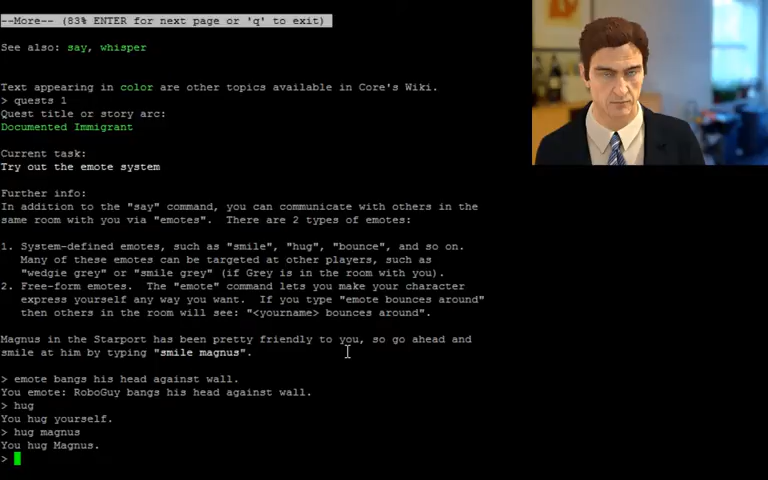 --More-- (83% ENTER for next page or 'q' to exit)
See also: say, whisper
Text appearing in color are other topics available in Core's Wiki.
> quests 1
Quest title or story arc:
Documented Immigrant
Current task:
Try out the emote system
Further info:
In addition to the "say" command, you can communicate with others in the
same room with you via "emotes".  There are 2 types of emotes:
1. System-defined emotes, such as "smile", "hug", "bounce", and so on.
Many of these emotes can be targeted at other players, such as
"wedgie grey" or "smile grey" (if Grey is in the room with you).
2. Free-form emotes.  The "emote" command lets you make your character
express yourself any way you want.  If you type "emote bounces around"
then others in the room will see: "<yourname> bounces around".
Magnus in the Starport has been pretty friendly to you, so go ahead and
smile at him by typing "smile magnus".
> emote bangs his head against wall.
You emote: RoboGuy bangs his head against wall.
> hug
You hug yourself.
> hug magnus
You hug Magnus.
>